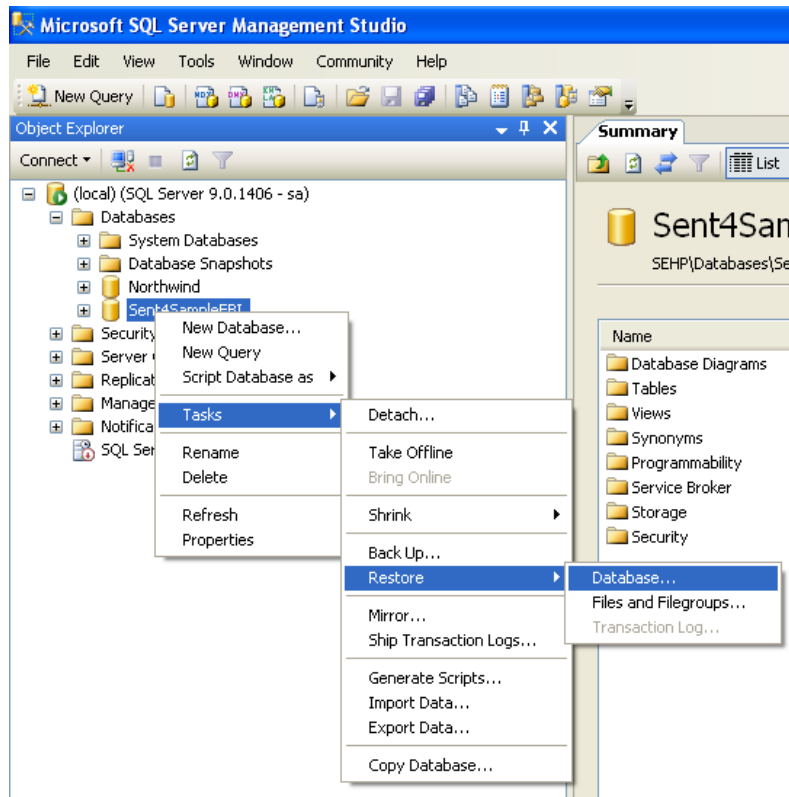 Microsoft SQL Server Management Studio
File Edit View Tools Window Community Help
New Query
Object Explorer
Summary
Connect
List
(local) (SQL Server 9.0.1406 - sa)
Databases
System Databases
Database Snapshots
Northwind
Sent4SampleEBI
Security
Server
Replicat
Manage
Notifica
SQL Ser
Sent4San
SEHP\Databases\Se
Name
Database Diagrams
Tables
Views
Synonyms
Programmability
Service Broker
Storage
Security
New Database...
New Query
Script Database as
Tasks
Rename
Delete
Refresh
Properties
Detach...
Take Offline
Bring Online
Shrink
Back Up...
Restore
Mirror...
Ship Transaction Logs...
Generate Scripts...
Import Data...
Export Data...
Copy Database...
Database...
Files and Filegroups...
Transaction Log...